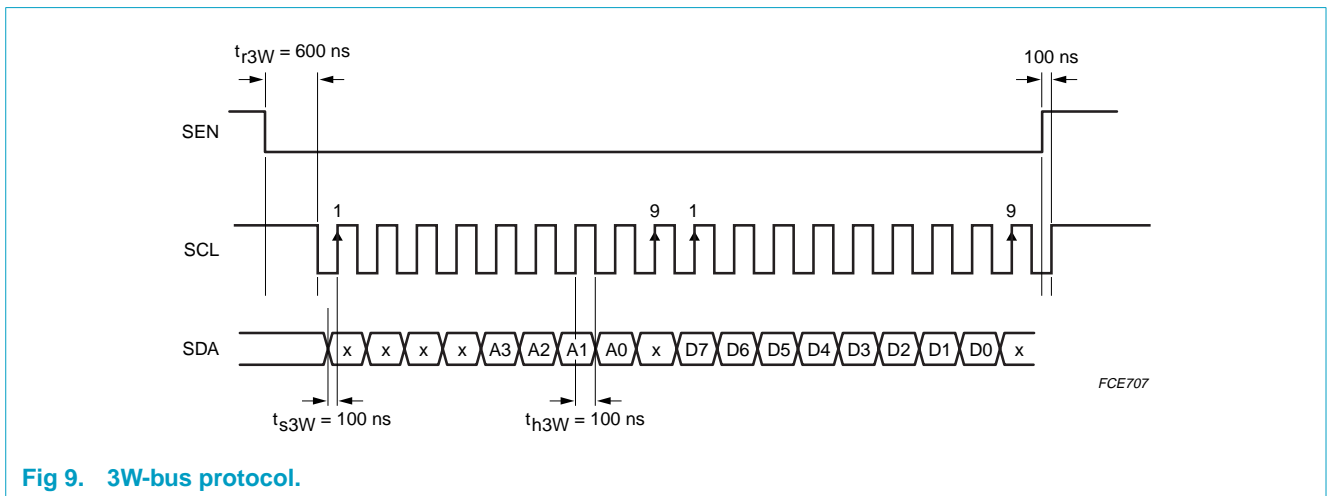 t_r3W = 600 ns
100 ns
SEN
1 9 1 9
SCL
SDA x x x x A3 A2 A1 A0 x D7 D6 D5 D4 D3 D2 D1 D0 x
FCE707
t_s3W = 100 ns
t_h3W = 100 ns
Fig 9. 3W-bus protocol.